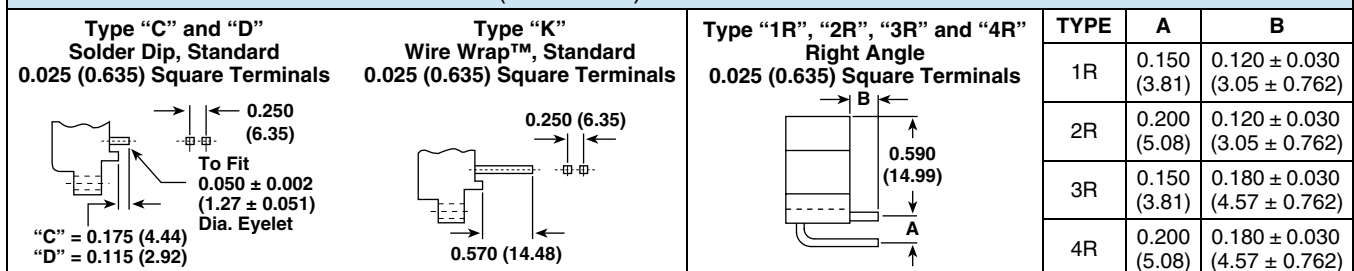 Type “C” and “D”
Solder Dip, Standard
0.025 (0.635) Square Terminals
0.250
(6.35)
To Fit
0.050 ± 0.002
(1.27 ± 0.051)
Dia. Eyelet
“C” = 0.175 (4.44)
“D” = 0.115 (2.92)
Type “K”
Wire Wrap™, Standard
0.025 (0.635) Square Terminals
0.250 (6.35)
0.570 (14.48)
Type “1R”, “2R”, “3R” and “4R”
Right Angle
0.025 (0.635) Square Terminals
B
0.590
(14.99)
A
TYPE A B
1R 0.150 (3.81) 0.120 ± 0.030 (3.05 ± 0.762)
2R 0.200 (5.08) 0.120 ± 0.030 (3.05 ± 0.762)
3R 0.150 (3.81) 0.180 ± 0.030 (4.57 ± 0.762)
4R 0.200 (5.08) 0.180 ± 0.030 (4.57 ± 0.762)